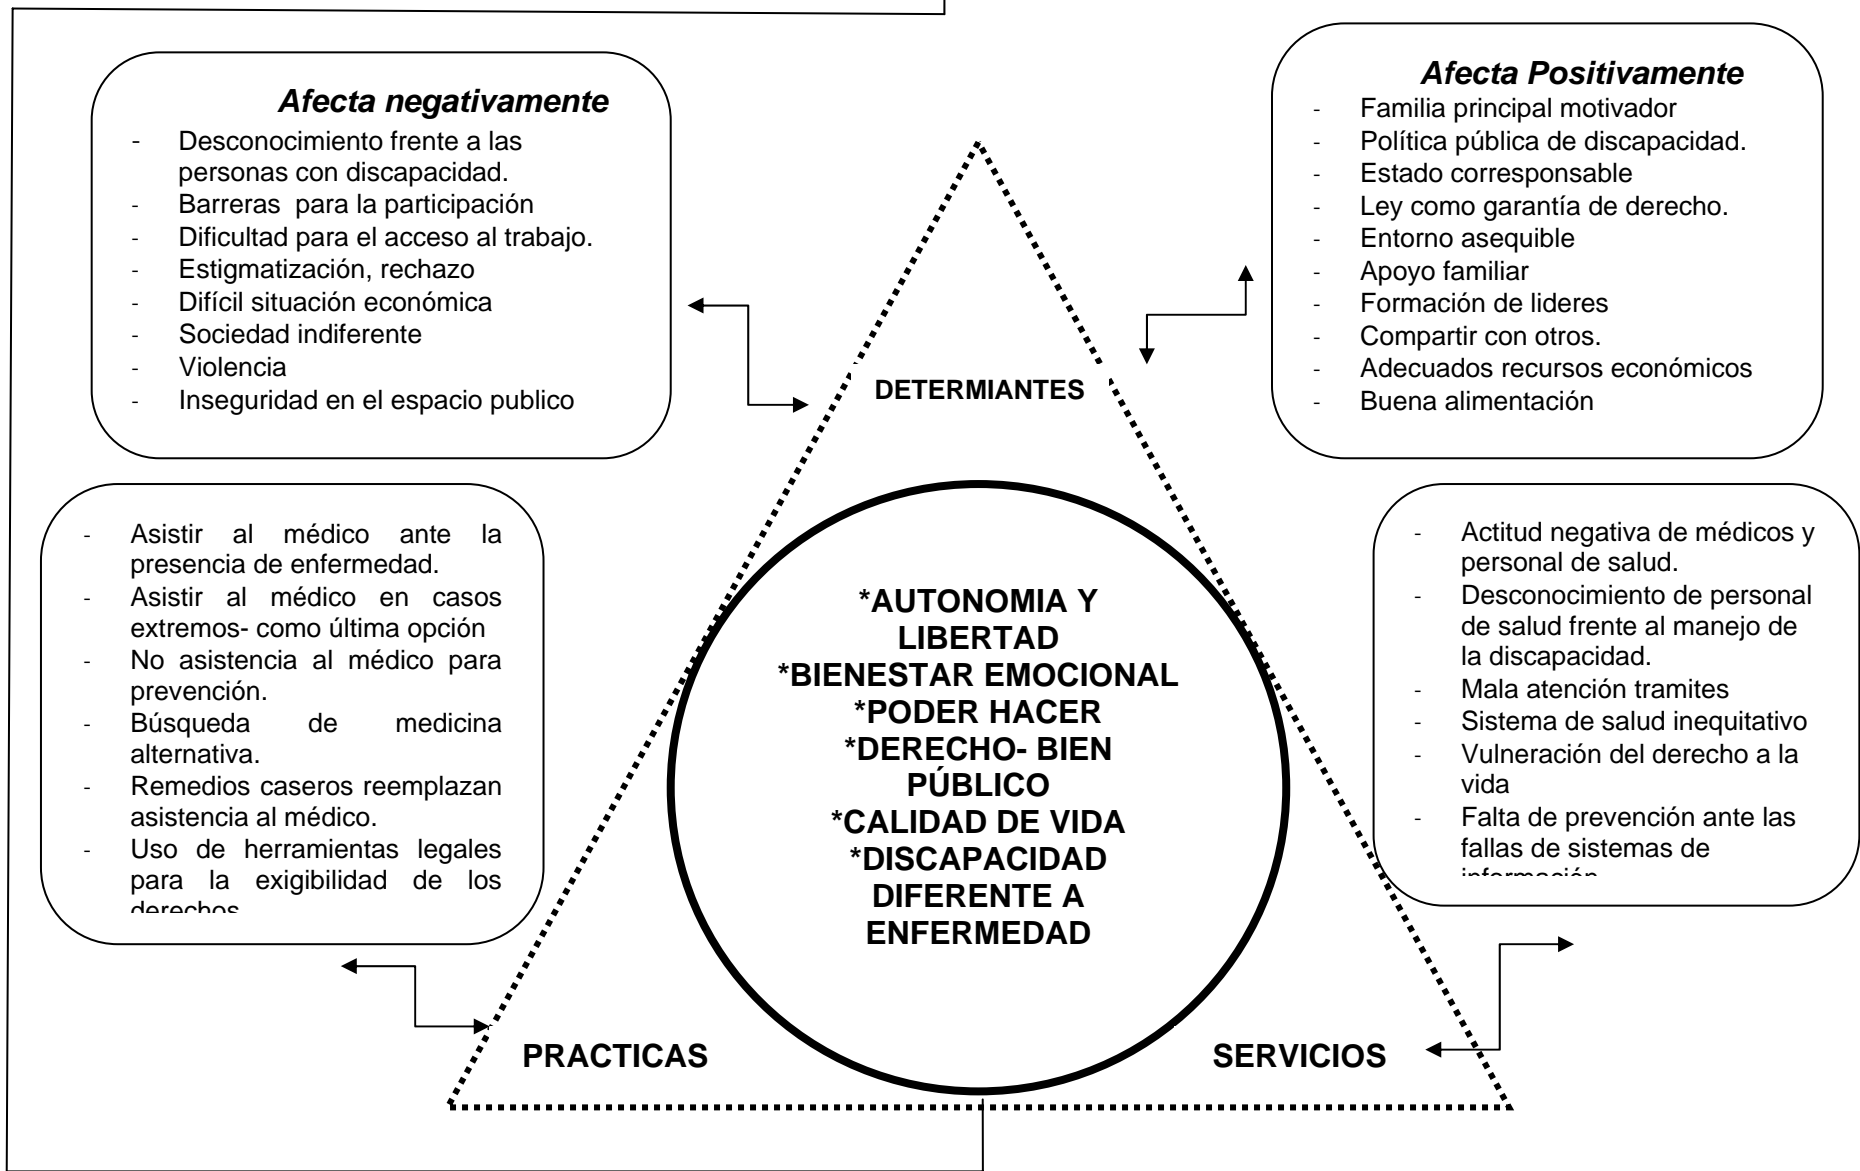 Afecta negativamente
- Desconocimiento frente a las
personas con discapacidad.
- Barreras para la participación
- Dificultad para el acceso al trabajo.
- Estigmatización, rechazo
- Difícil situación económica
- Sociedad indiferente
- Violencia
- Inseguridad en el espacio publico
Afecta Positivamente
- Familia principal motivador
- Política pública de discapacidad.
- Estado corresponsable
- Ley como garantía de derecho.
- Entorno asequible
- Apoyo familiar
- Formación de lideres
- Compartir con otros.
- Adecuados recursos económicos
- Buena alimentación
DETERMIANTES
- Asistir al médico ante la
presencia de enfermedad.
- Asistir al médico en casos
extremos- como última opción
- No asistencia al médico para
prevención.
- Búsqueda de medicina
alternativa.
- Remedios caseros reemplazan
asistencia al médico.
- Uso de herramientas legales
para la exigibilidad de los
derechos
*AUTONOMIA Y
LIBERTAD
*BIENESTAR EMOCIONAL
*PODER HACER
*DERECHO- BIEN
PÚBLICO
*CALIDAD DE VIDA
*DISCAPACIDAD
DIFERENTE A
ENFERMEDAD
- Actitud negativa de médicos y
personal de salud.
- Desconocimiento de personal
de salud frente al manejo de
la discapacidad.
- Mala atención tramites
- Sistema de salud inequitativo
- Vulneración del derecho a la
vida
- Falta de prevención ante las
fallas de sistemas de
información
PRACTICAS
SERVICIOS